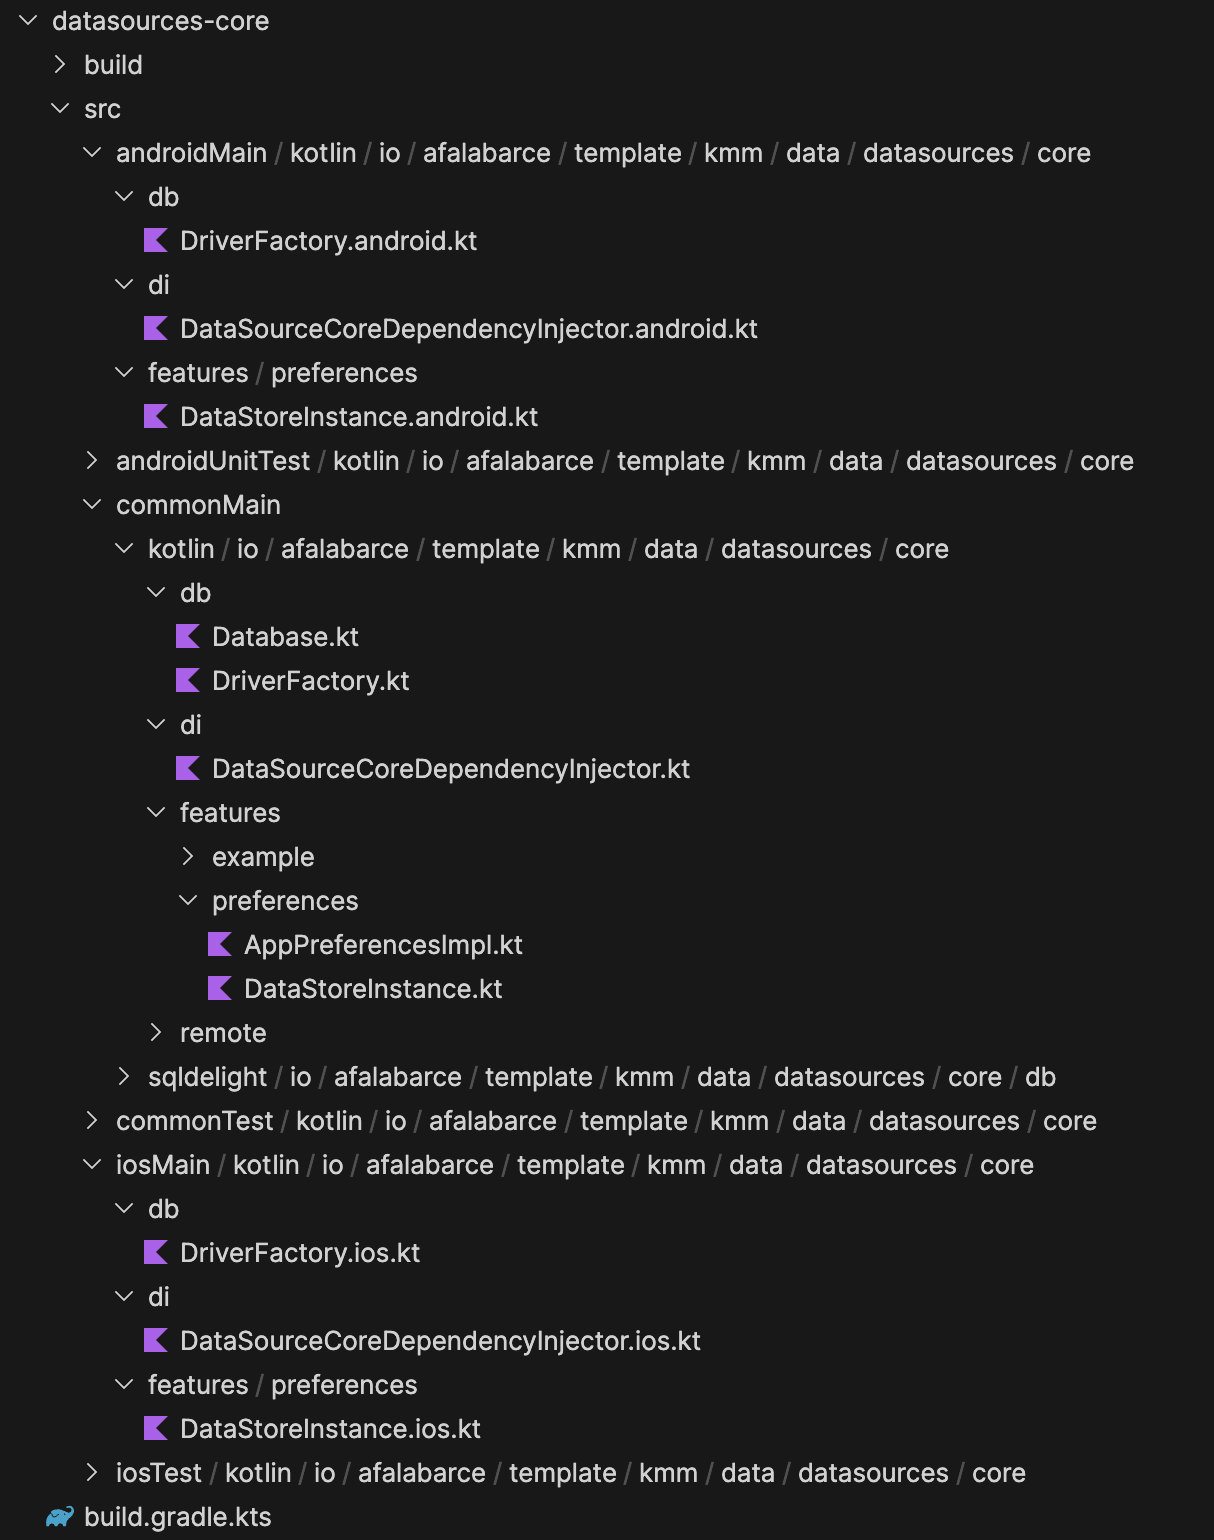 datasources-core
build
src
androidMain / kotlin / io / afalabarce / template / kmm / data / datasources / core
db
DriverFactory.android.kt
di
DataSourceCoreDependencyInjector.android.kt
features / preferences
DataStoreInstance.android.kt
androidUnitTest / kotlin / io / afalabarce / template / kmm / data / datasources / core
commonMain
kotlin / io / afalabarce / template / kmm / data / datasources / core
db
Database.kt
DriverFactory.kt
di
DataSourceCoreDependencyInjector.kt
features
example
preferences
AppPreferencesImpl.kt
DataStoreInstance.kt
remote
sqldelight / io / afalabarce / template / kmm / data / datasources / core / db
commonTest / kotlin / io / afalabarce / template / kmm / data / datasources / core
iosMain / kotlin / io / afalabarce / template / kmm / data / datasources / core
db
DriverFactory.ios.kt
di
DataSourceCoreDependencyInjector.ios.kt
features / preferences
DataStoreInstance.ios.kt
iosTest / kotlin / io / afalabarce / template / kmm / data / datasources / core
build.gradle.kts